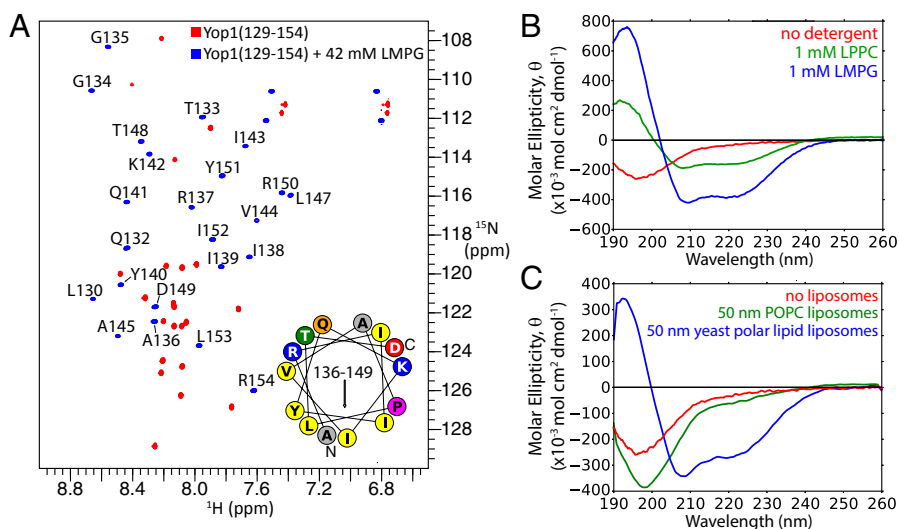 A
Yop1(129-154)
Yop1(129-154) + 42 mM LMPG
G135
G134
T133
T148
I143
K142
Y151
Q141
R137
R150
L147
V144
Q132
I152
I138
Y140
I139
L130
D149
A145
A136
L153
R154
108
110
112
114
116
118
120
122
124
126
128
15N
(ppm)
8.8
8.4
8.0
7.6
7.2
6.8
1H (ppm)
Q
A
T
I
R
D
C
V
136-149
K
Y
P
L
I
A
I
N
B
no detergent
1 mM LPPC
1 mM LMPG
Molar Ellipticity, θ
(x10-3 mol cm2 dmol-1)
800
600
400
200
0
−200
−400
−600
190 200 210 220 230 240 250 260
Wavelength (nm)
C
no liposomes
50 nm POPC liposomes
50 nm yeast polar lipid liposomes
Molar Ellipticity, θ
(x10-3 mol cm2 dmol-1)
400
300
200
100
0
−100
−200
−300
−400
190 200 210 220 230 240 250 260
Wavelength (nm)